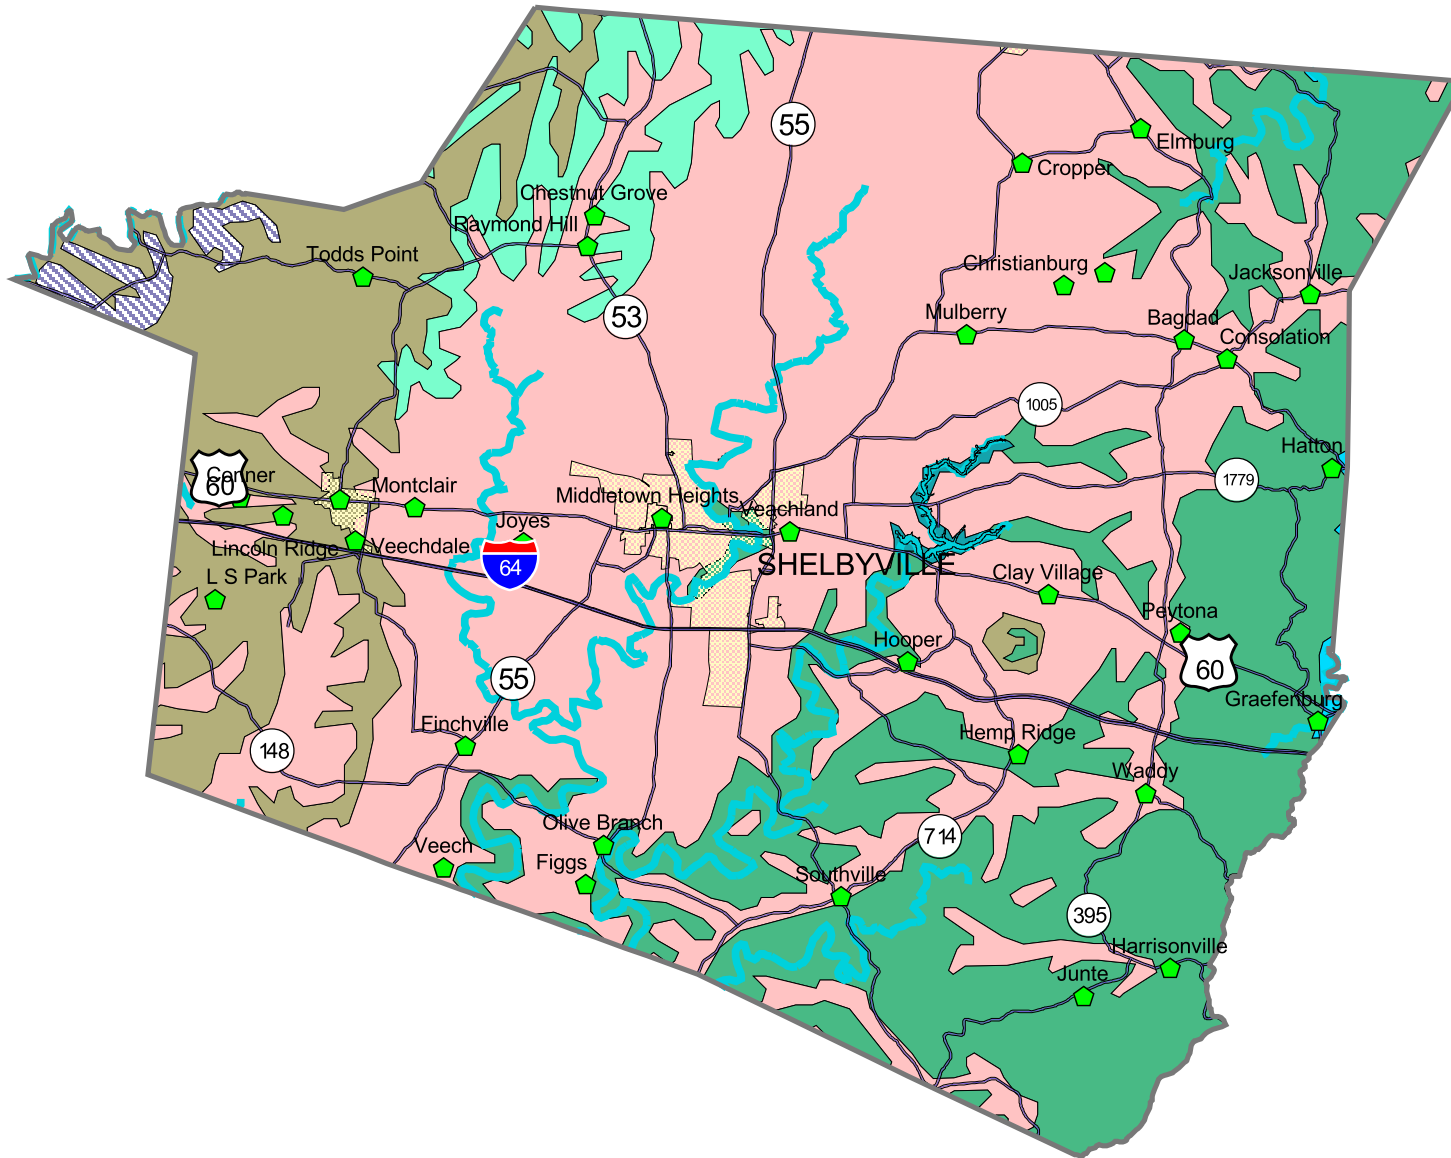 55
Elmburg
Cropper
Chestnut Grove
Raymond Hill
Todds Point
Christianburg
Jacksonville
53
Mulberry
Bagdad
Consolation
1005
Hatton
60
Conner
Montclair
1779
Middletown Heights
Veachland
Joyes
Lincoln Ridge
Veechdale
64
SHELBYVILLE
L S Park
Clay Village
Peytona
Hooper
60
55
Graefenburg
Finchville
148
Hemp Ridge
Waddy
Olive Branch
714
Veech
Figgs
Southville
395
Harrisonville
Junte